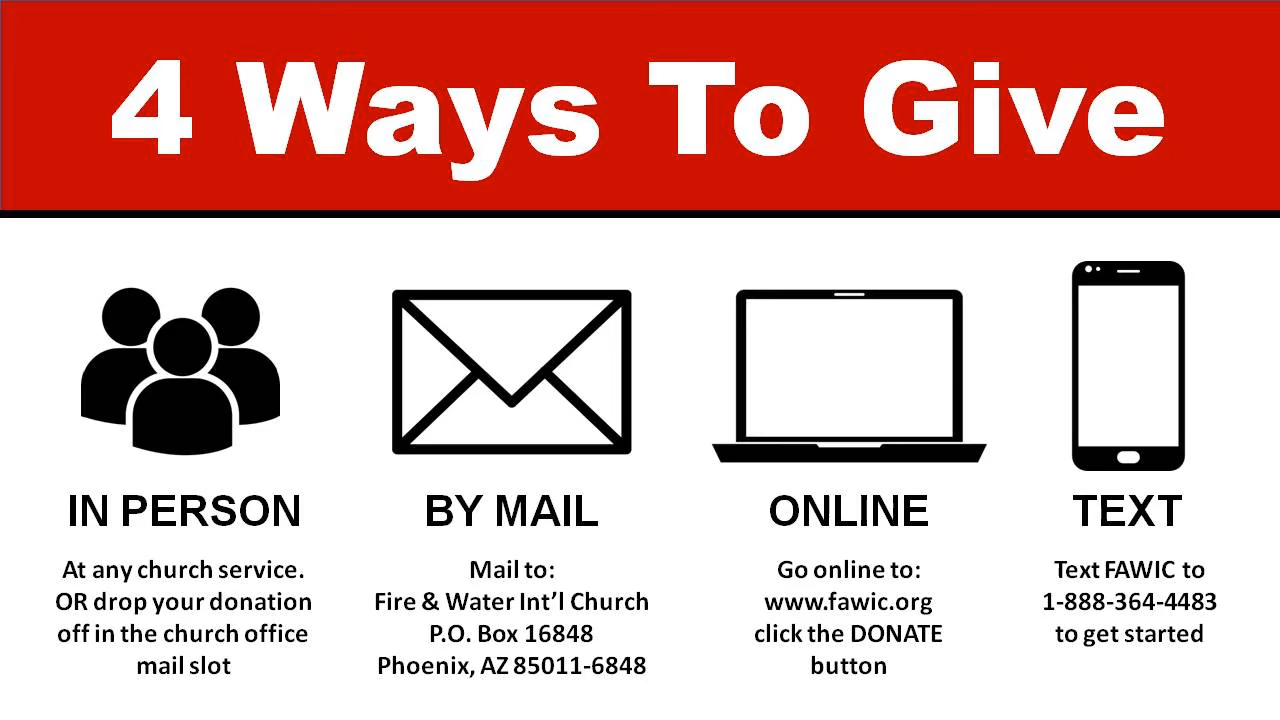 4 Ways To Give
IN PERSON
At any church service.
OR drop your donation
off in the church office
mail slot
BY MAIL
Mail to:
Fire & Water Int'l Church
P.O. Box 16848
Phoenix, AZ 85011-6848
ONLINE
Go online to:
www.fawic.org
click the DONATE
button
TEXT
Text FAWIC to
1-888-364-4483
to get started